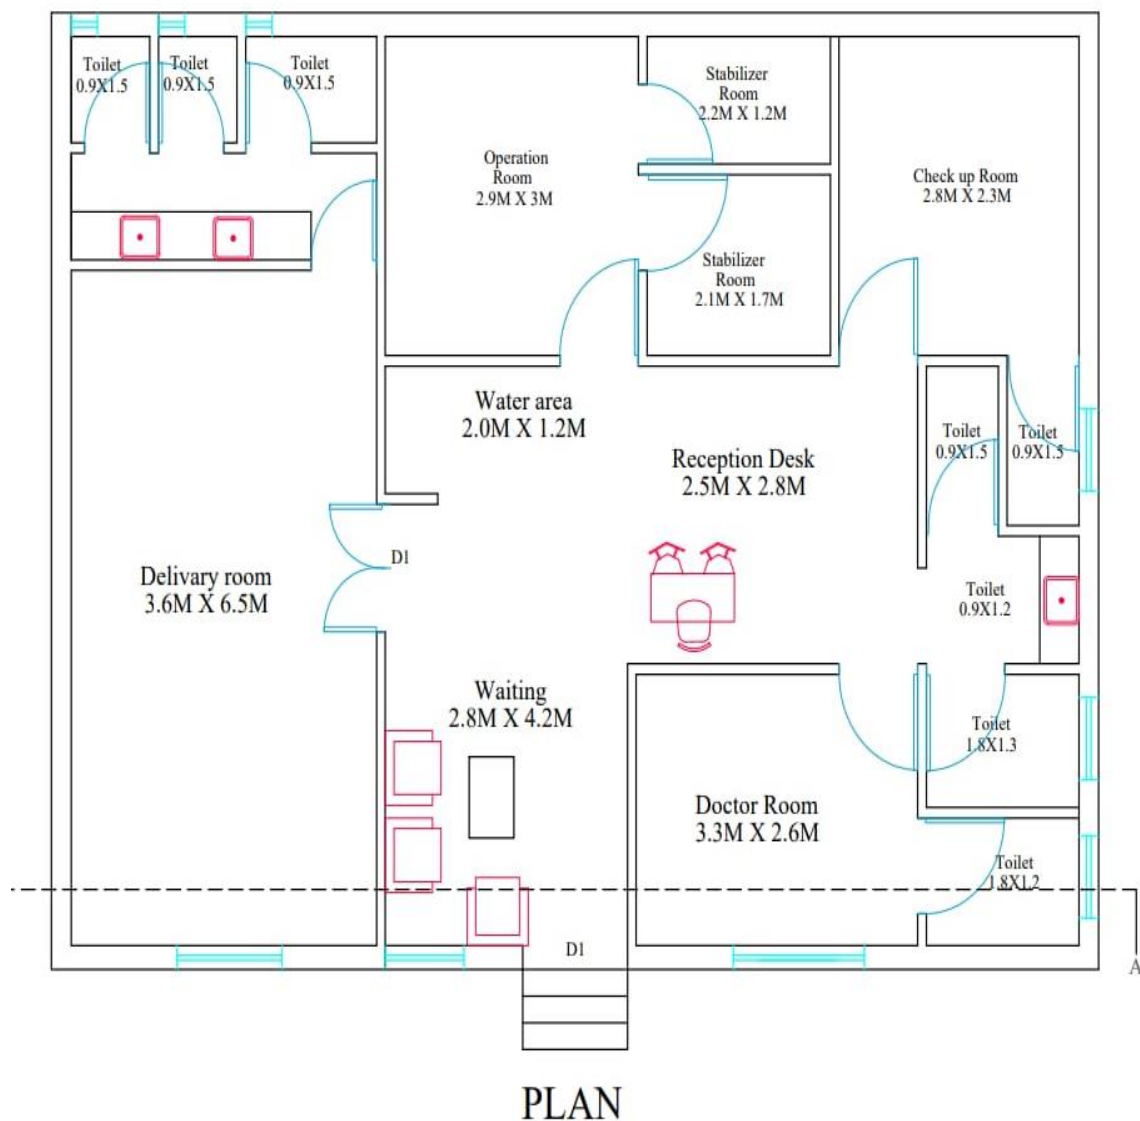 Toilet
0.9X1.5
Toilet
0.9X1.5
Toilet
0.9X1.5
Stabilizer
Room
2.2M X 1.2M
Operation
Room
2.9M X 3M
Check up Room
2.8M X 2.3M
Stabilizer
Room
2.1M X 1.7M
Water area
2.0M X 1.2M
Reception Desk
2.5M X 2.8M
Toilet
0.9X1.5
Toilet
0.9X1.5
D1
Delivary room
3.6M X 6.5M
Toilet
0.9X1.2
Waiting
2.8M X 4.2M
Toilet
1.8X1.3
Doctor Room
3.3M X 2.6M
Toilet
1.8X1.2
D1
A
PLAN